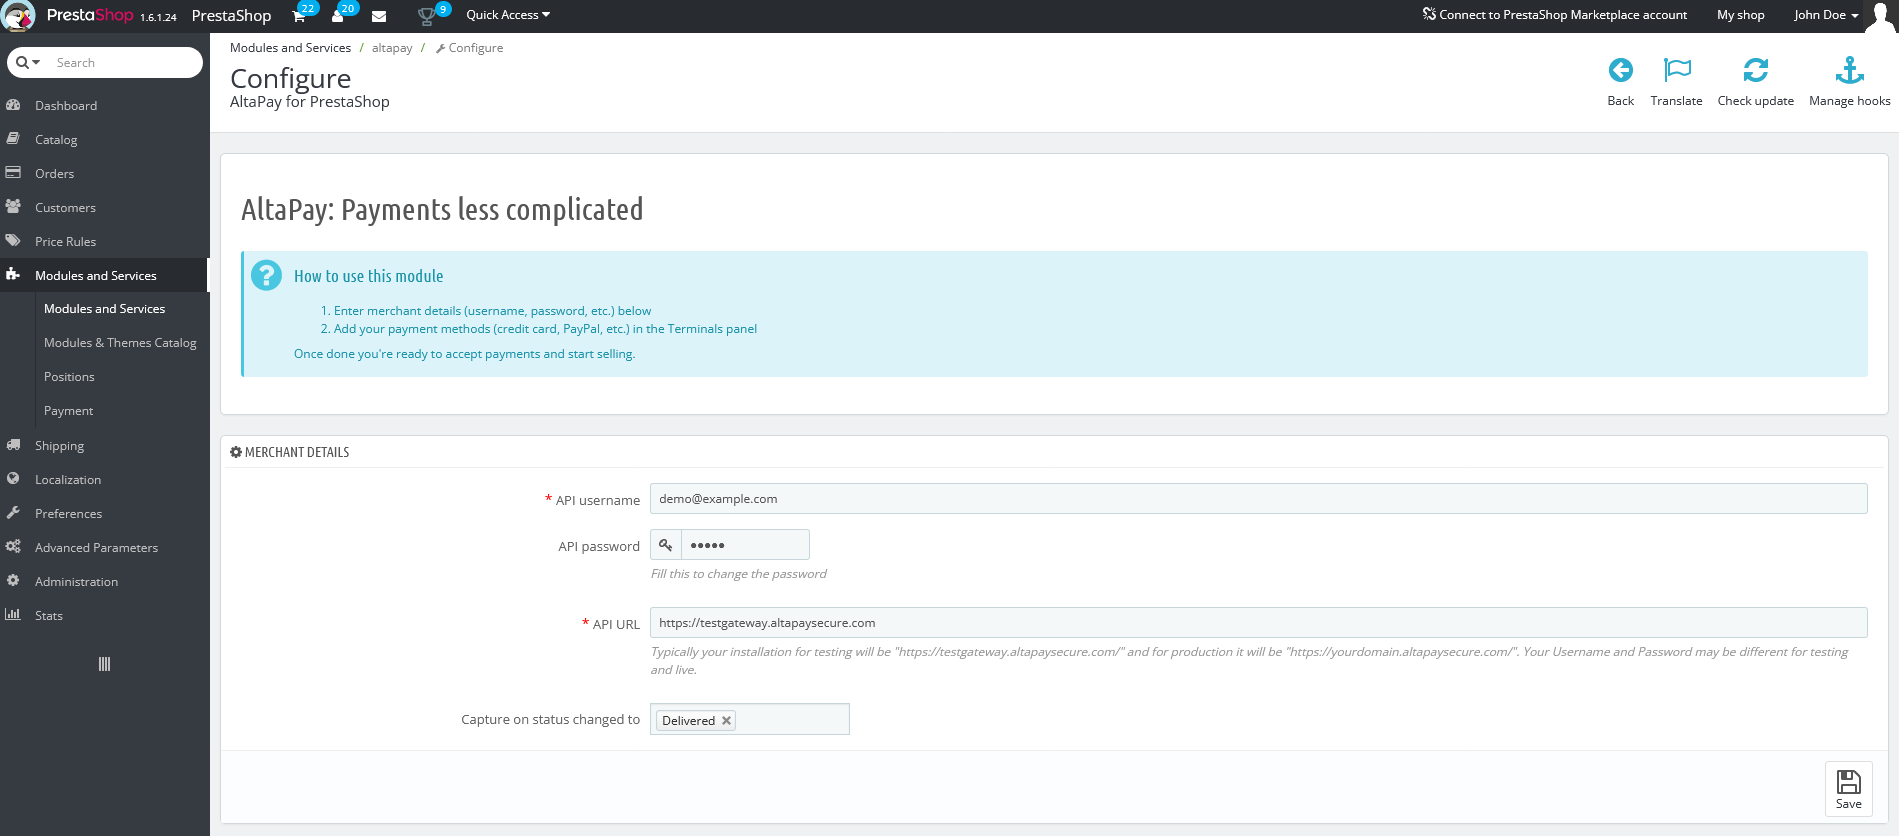 PrestaShop 1.6.1.24 PrestaShop 22 20 9 Quick Access Connect to PrestaShop Marketplace account My shop John Doe
Search
Dashboard
Catalog
Orders
Customers
Price Rules
Modules and Services
Modules and Services
Modules & Themes Catalog
Positions
Payment
Shipping
Localization
Preferences
Advanced Parameters
Administration
Stats
Modules and Services / altapay / Configure
Configure
AltaPay for PrestaShop
Back Translate Check update Manage hooks
AltaPay: Payments less complicated
How to use this module
1. Enter merchant details (username, password, etc.) below
2. Add your payment methods (credit card, PayPal, etc.) in the Terminals panel
Once done you're ready to accept payments and start selling.
MERCHANT DETAILS
* API username demo@example.com
API password •••••
Fill this to change the password
* API URL https://testgateway.altapaysecure.com
Typically your installation for testing will be "https://testgateway.altapaysecure.com/" and for production it will be "https://yourdomain.altapaysecure.com/". Your Username and Password may be different for testing
and live.
Capture on status changed to Delivered
Save